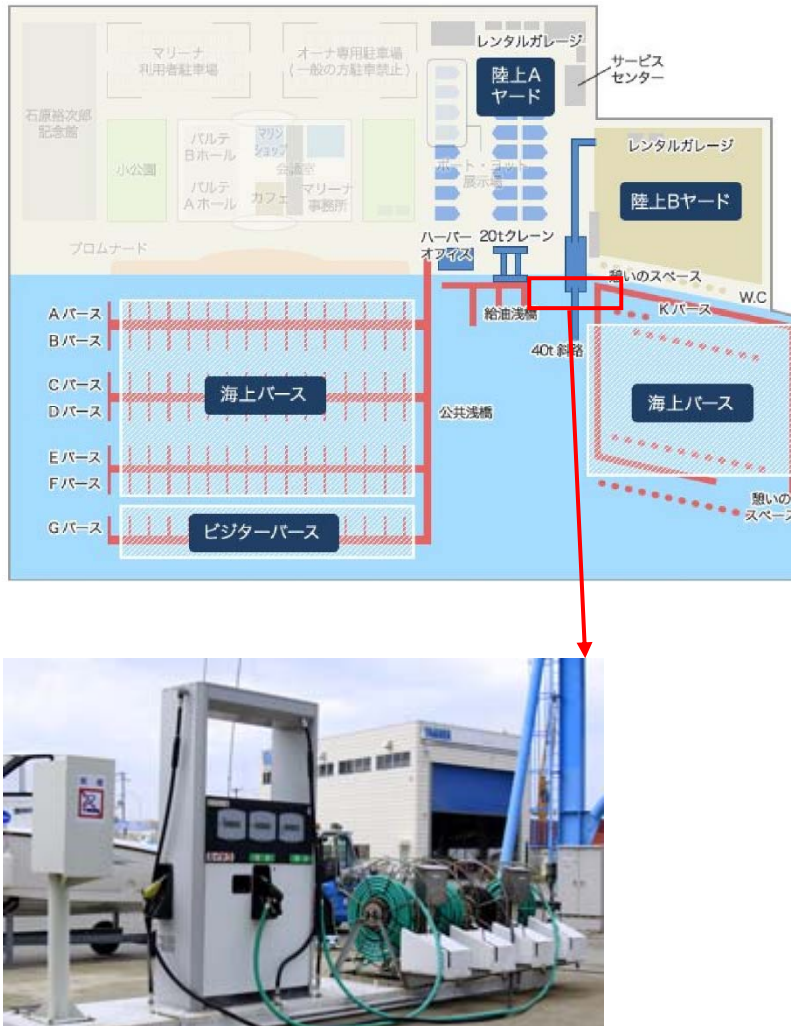 マリーナ
利用者駐車場
オーナ専用駐車場
(一般の方駐車禁止)
レンタルガレージ
陸上A
ヤード
サービス
センター
石原裕次郎
記念館
小公園
パルテ
Bホール
マリン
ショップ
会議室
パルテ
Aホール
カフェ
マリーナ
事務所
ボート・ヨット
展示場
レンタルガレージ
陸上Bヤード
プロムナード
ハーバー
オフィス
20tクレーン
憩いのスペース
W.C
Aバース
Bバース
給油浅橋
Kバース
40t斜路
Cバース
Dバース
海上バース
公共浅橋
海上バース
Eバース
Fバース
Gバース
ビジターバース
憩いの
スペース
YAMAHA